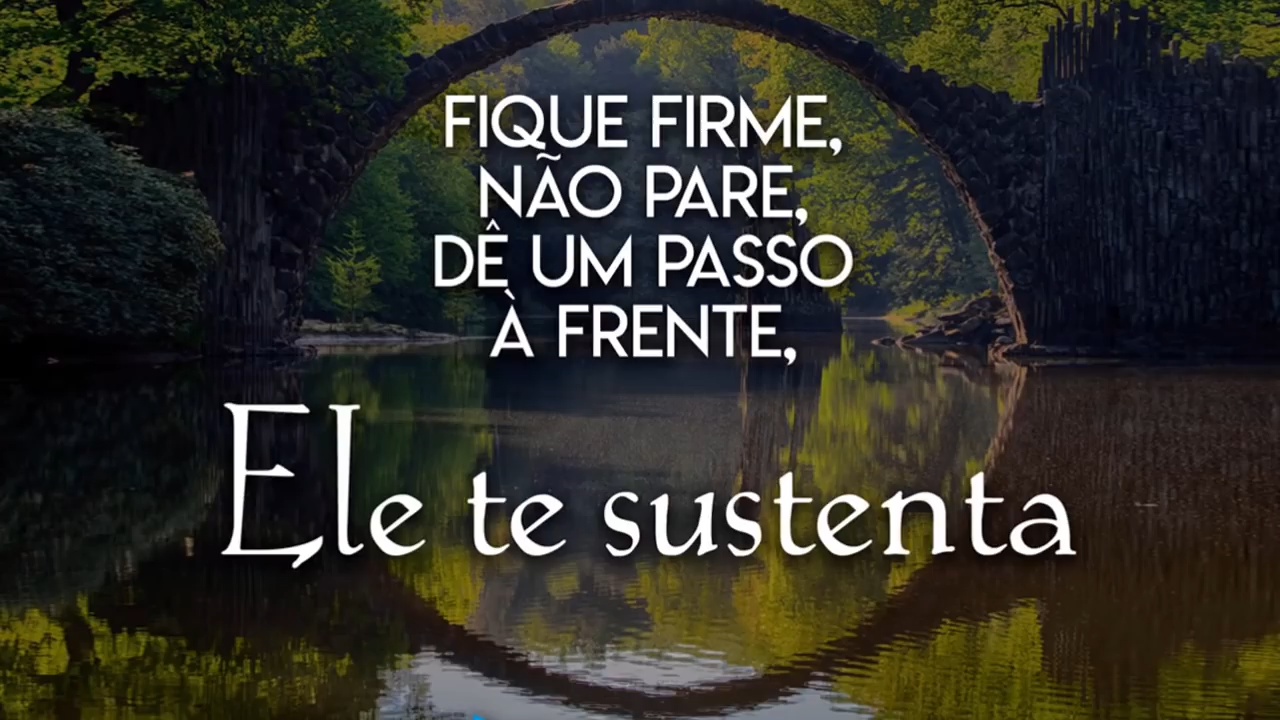 FIQUE FIRME,
NÃO PARE,
DÊ UM PASSO
À FRENTE,
Ele te sustenta